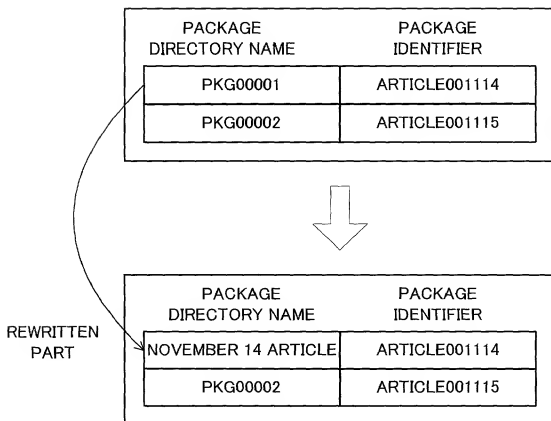 PACKAGE PACKAGE
DIRECTORY NAME IDENTIFIER
PKG00001 ARTICLE001114
PKG00002 ARTICLE001115
PACKAGE PACKAGE
DIRECTORY NAME IDENTIFIER
REWRITTEN
PART
NOVEMBER 14 ARTICLE ARTICLE001114
PKG00002 ARTICLE001115